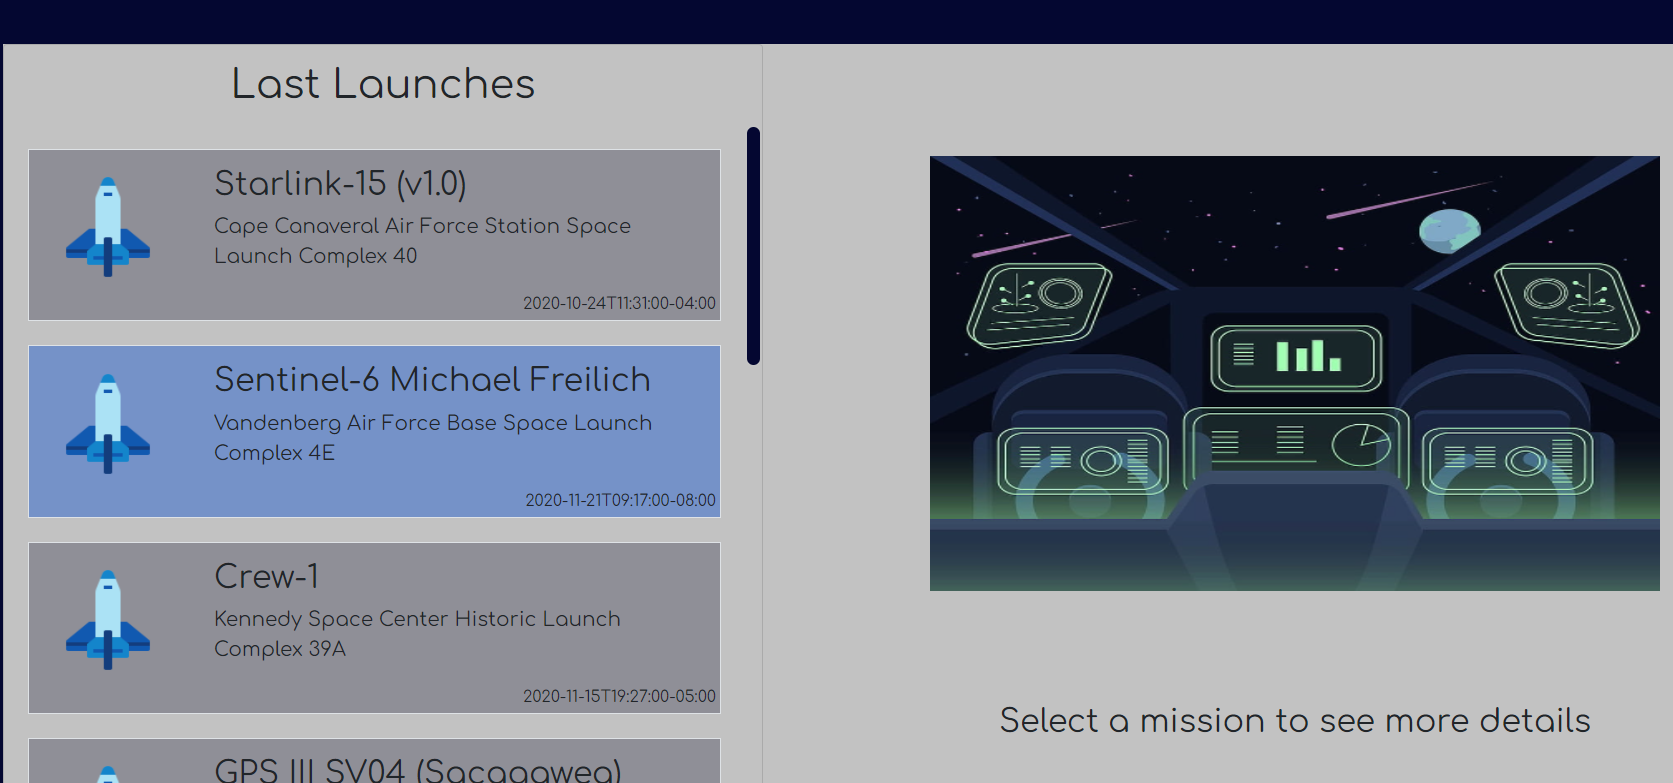 Last Launches
Starlink-15 (v1.0)
Cape Canaveral Air Force Station Space
Launch Complex 40
2020-10-24T11:31:00-04:00
Sentinel-6 Michael Freilich
Vandenberg Air Force Base Space Launch
Complex 4E
2020-11-21T09:17:00-08:00
Crew-1
Kennedy Space Center Historic Launch
Complex 39A
2020-11-15T19:27:00-05:00
GPS III SV04 (Sacagawea)
Select a mission to see more details